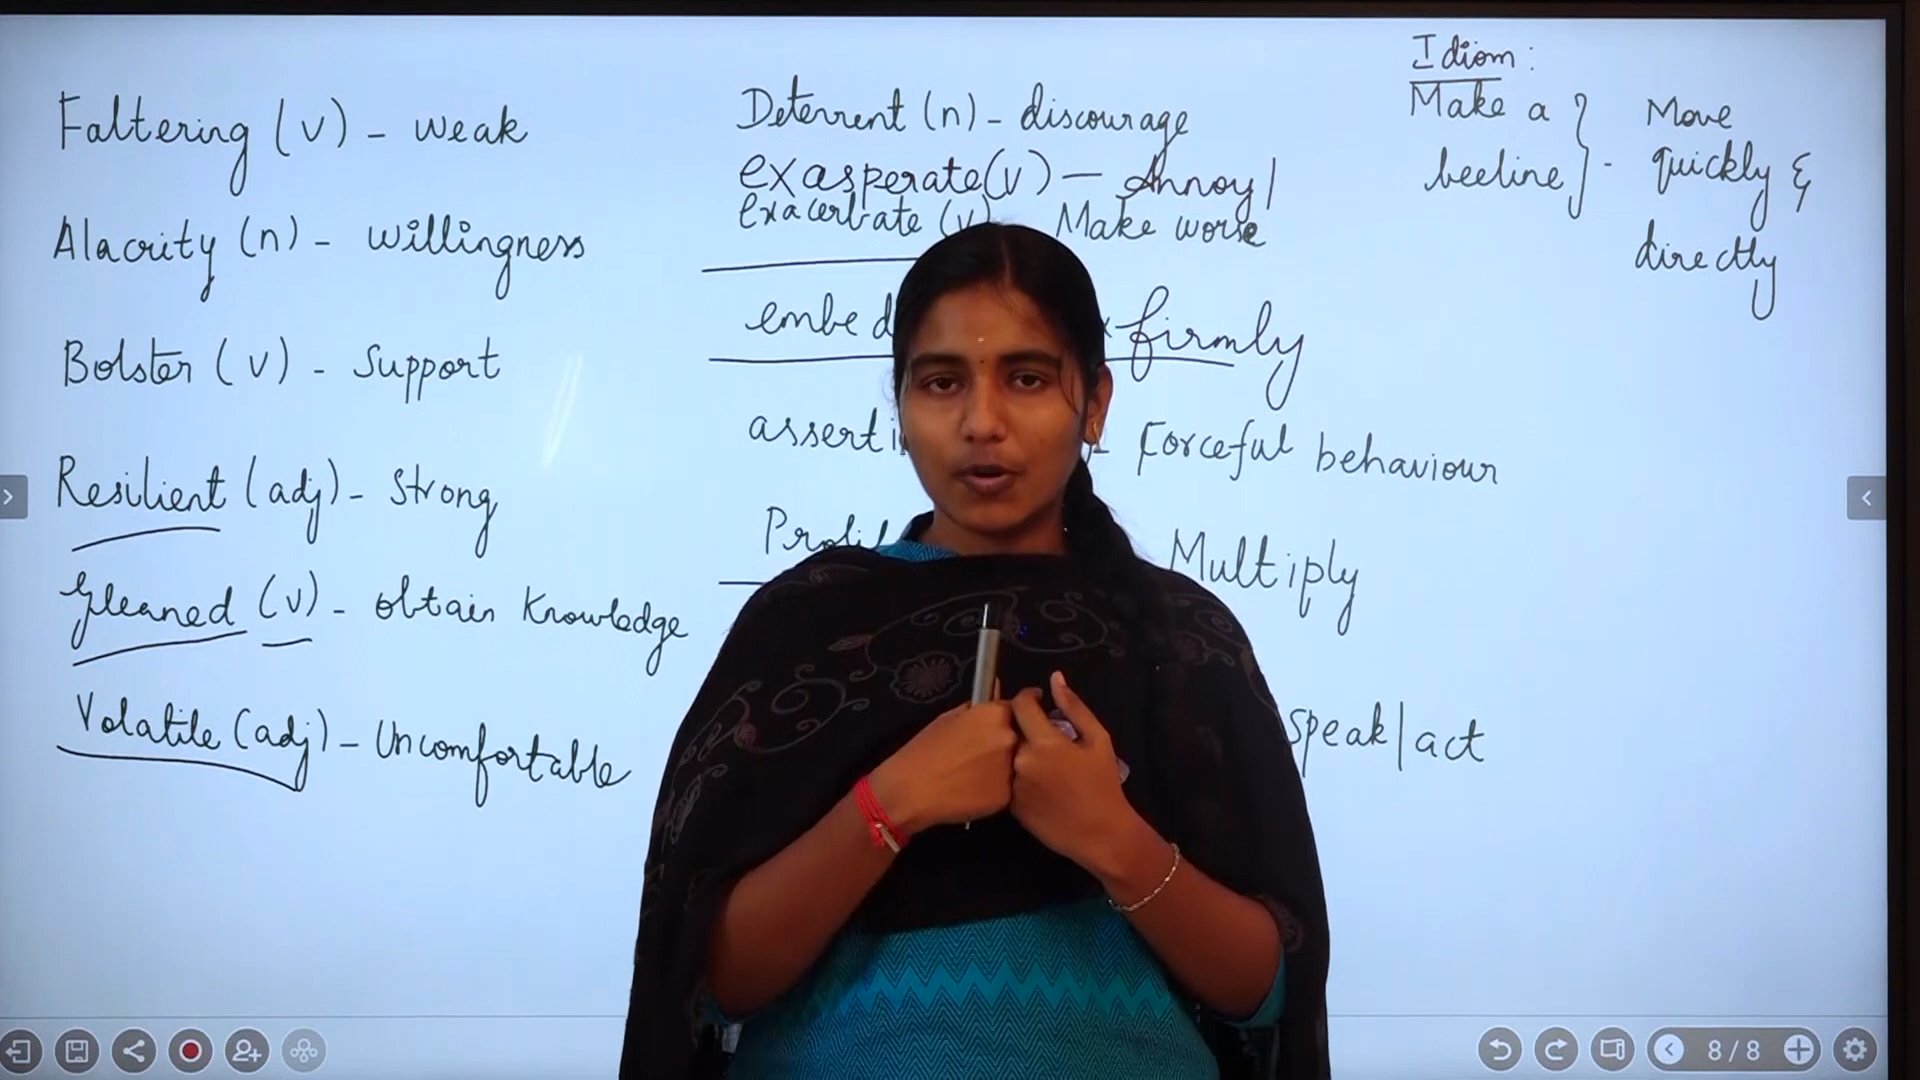 Faltering (v) - weak
Alacrity (n) - willingness
Bolster (v) - Support
Resilient (adj) - Strong
Gleaned (v) - obtain knowledge
Volatile (adj) - Uncomfortable
Deterrent (n) - discourage
exasperate (v) - Annoy/
exacerbate (v) Make worse
firmly
Forceful behaviour
Multiply
speak/act
Idiom:
Make a
beeline } -
Move
quickly &
directly
8/8